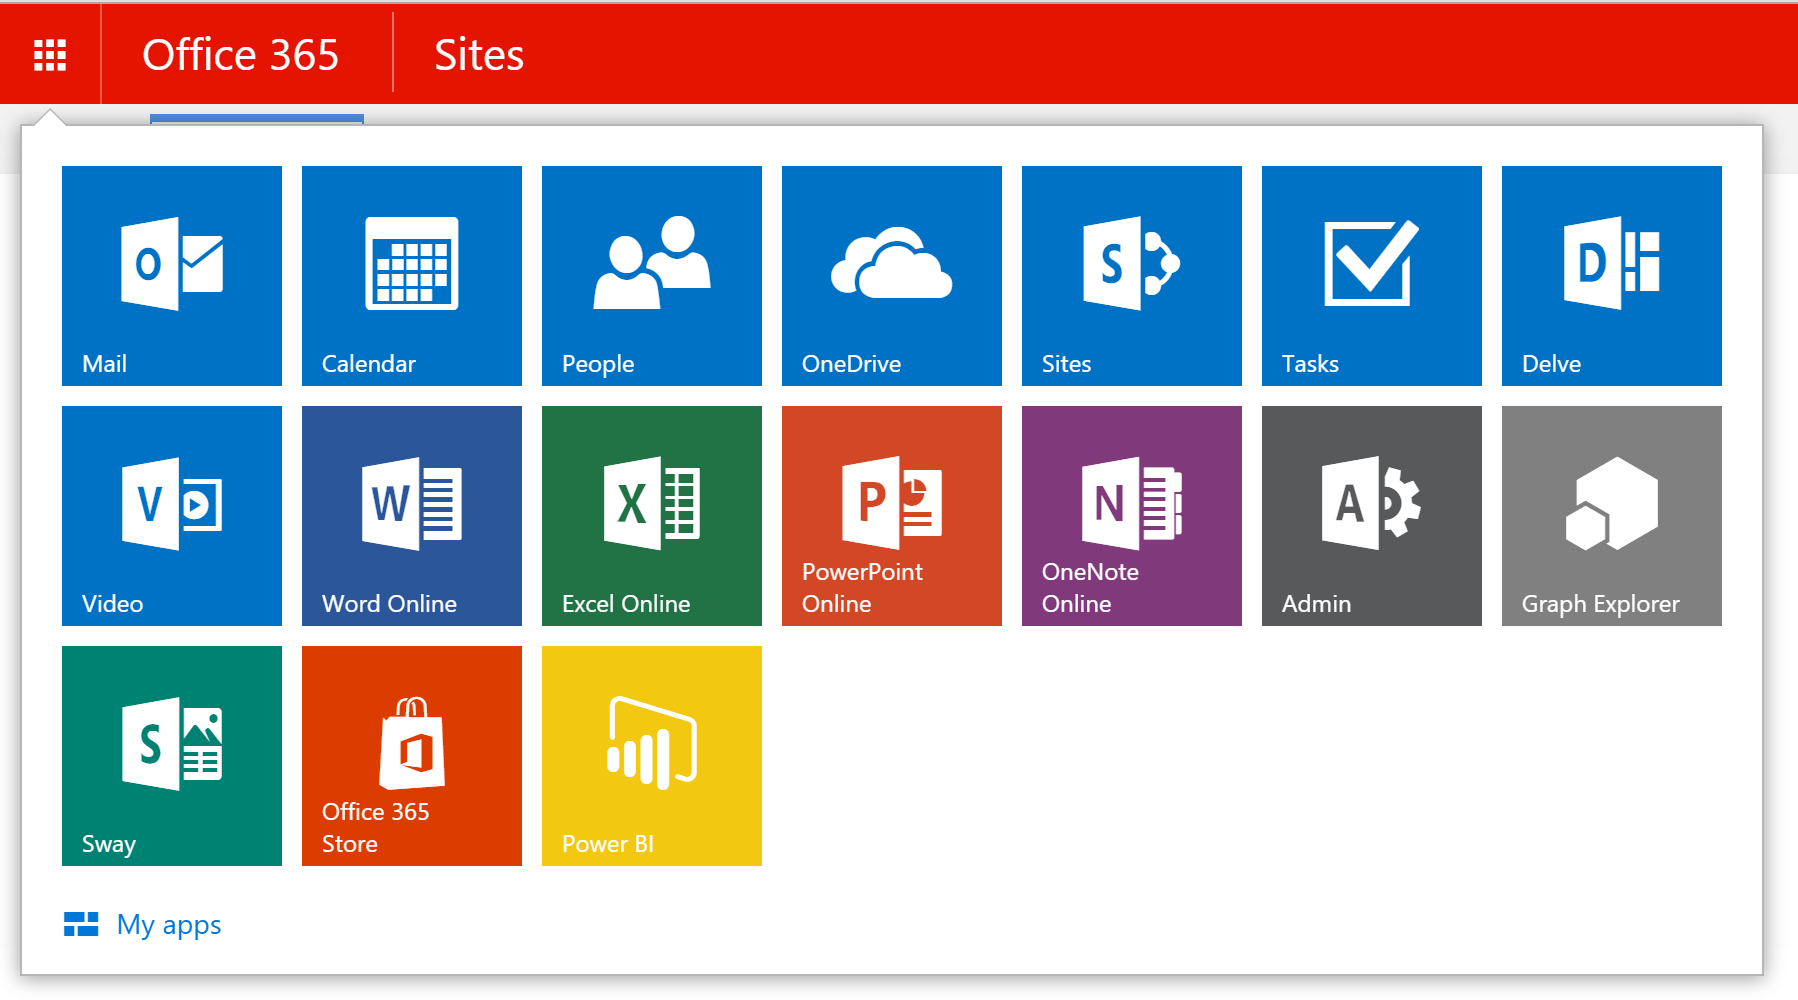 Office 365
Sites
O
S
D
Mail
Calendar
People
OneDrive
Sites
Tasks
Delve
V
W
X
P
N
A
Video
Word Online
Excel Online
PowerPoint
Online
OneNote
Online
Admin
Graph Explorer
S
Sway
Office 365
Store
Power BI
My apps